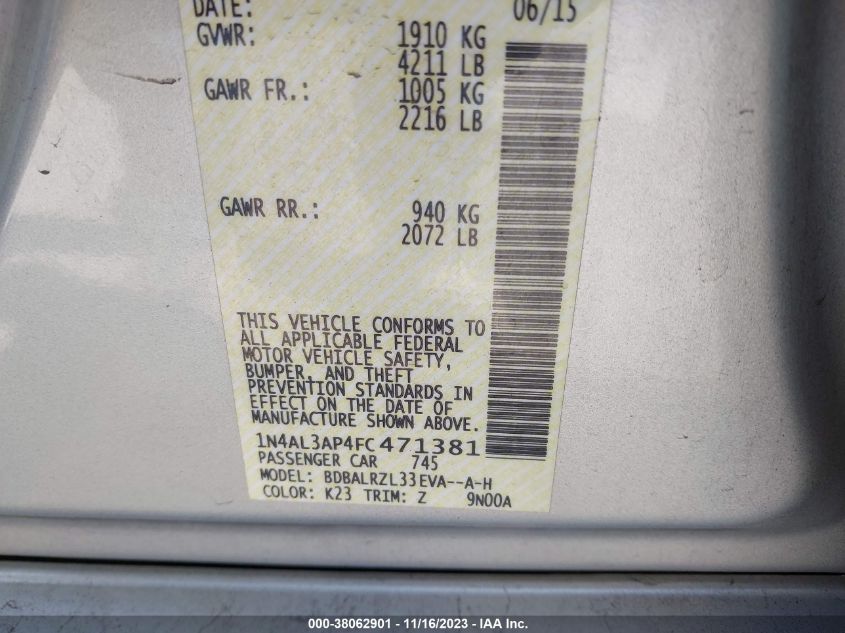 DATE: 06/15
GVWR: 1910 KG
4211 LB
GAWR FR.: 1005 KG
2216 LB
GAWR RR.: 940 KG
2072 LB
THIS VEHICLE CONFORMS TO
ALL APPLICABLE FEDERAL
MOTOR VEHICLE SAFETY,
BUMPER, AND THEFT
PREVENTION STANDARDS IN
EFFECT ON THE DATE OF
MANUFACTURE SHOWN ABOVE.
1N4AL3AP4FC471381
PASSENGER CAR 745
MODEL: BDBALRZL33EVA--A-H
COLOR: K23 TRIM: Z 9N00A
000-38062901 - 11/16/2023 - IAA Inc.